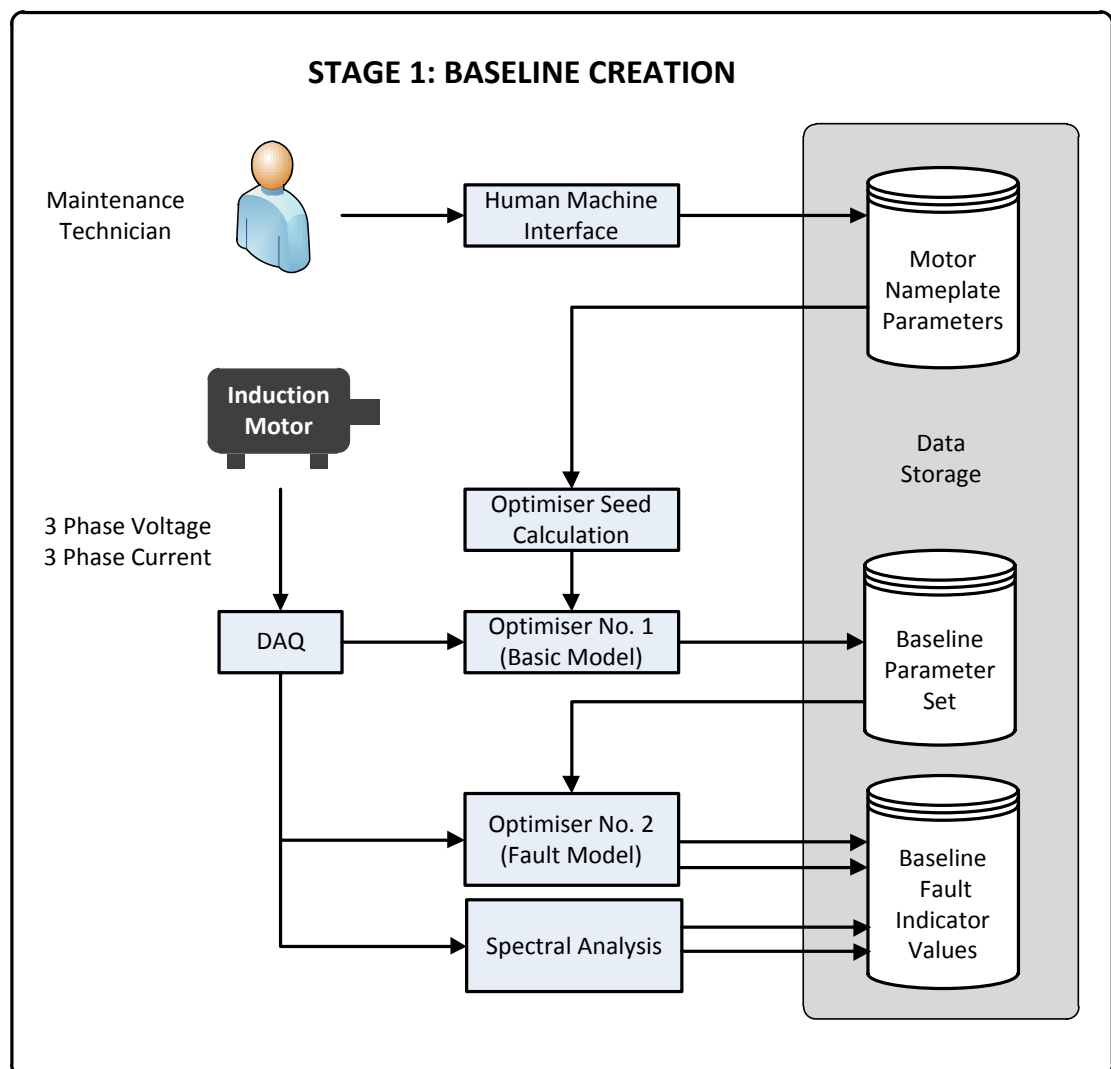 STAGE 1: BASELINE CREATION
Maintenance
Technician
Human Machine
Interface
Motor
Nameplate
Parameters
Induction
Motor
Data
Storage
3 Phase Voltage
3 Phase Current
Optimiser Seed
Calculation
DAQ
Optimiser No. 1
(Basic Model)
Baseline
Parameter
Set
Optimiser No. 2
(Fault Model)
Baseline
Fault
Indicator
Values
Spectral Analysis